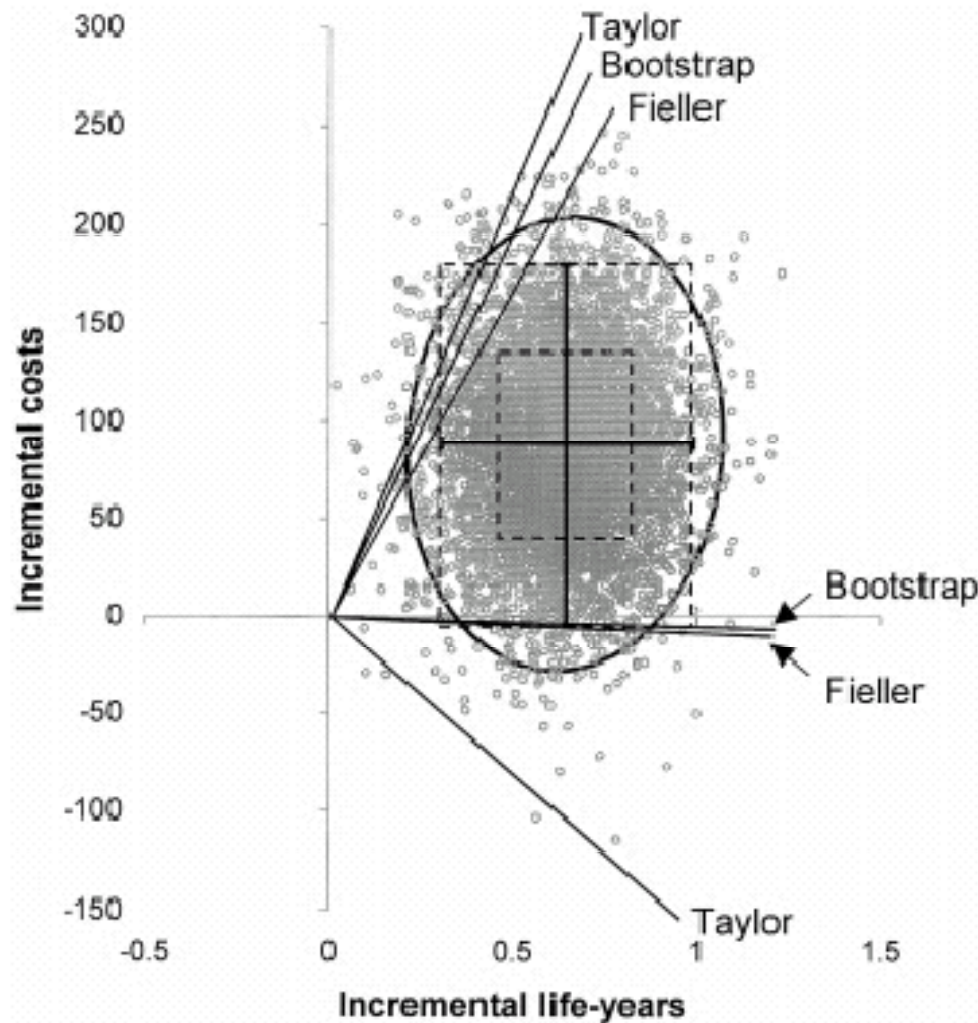 300
Taylor
Bootstrap
250
Fieller
200
150
100
50
0
Bootstrap
Fieller
-50
-100
-150
Taylor
-0.5 0 0.5 1 1.5
Incremental costs
Incremental life-years